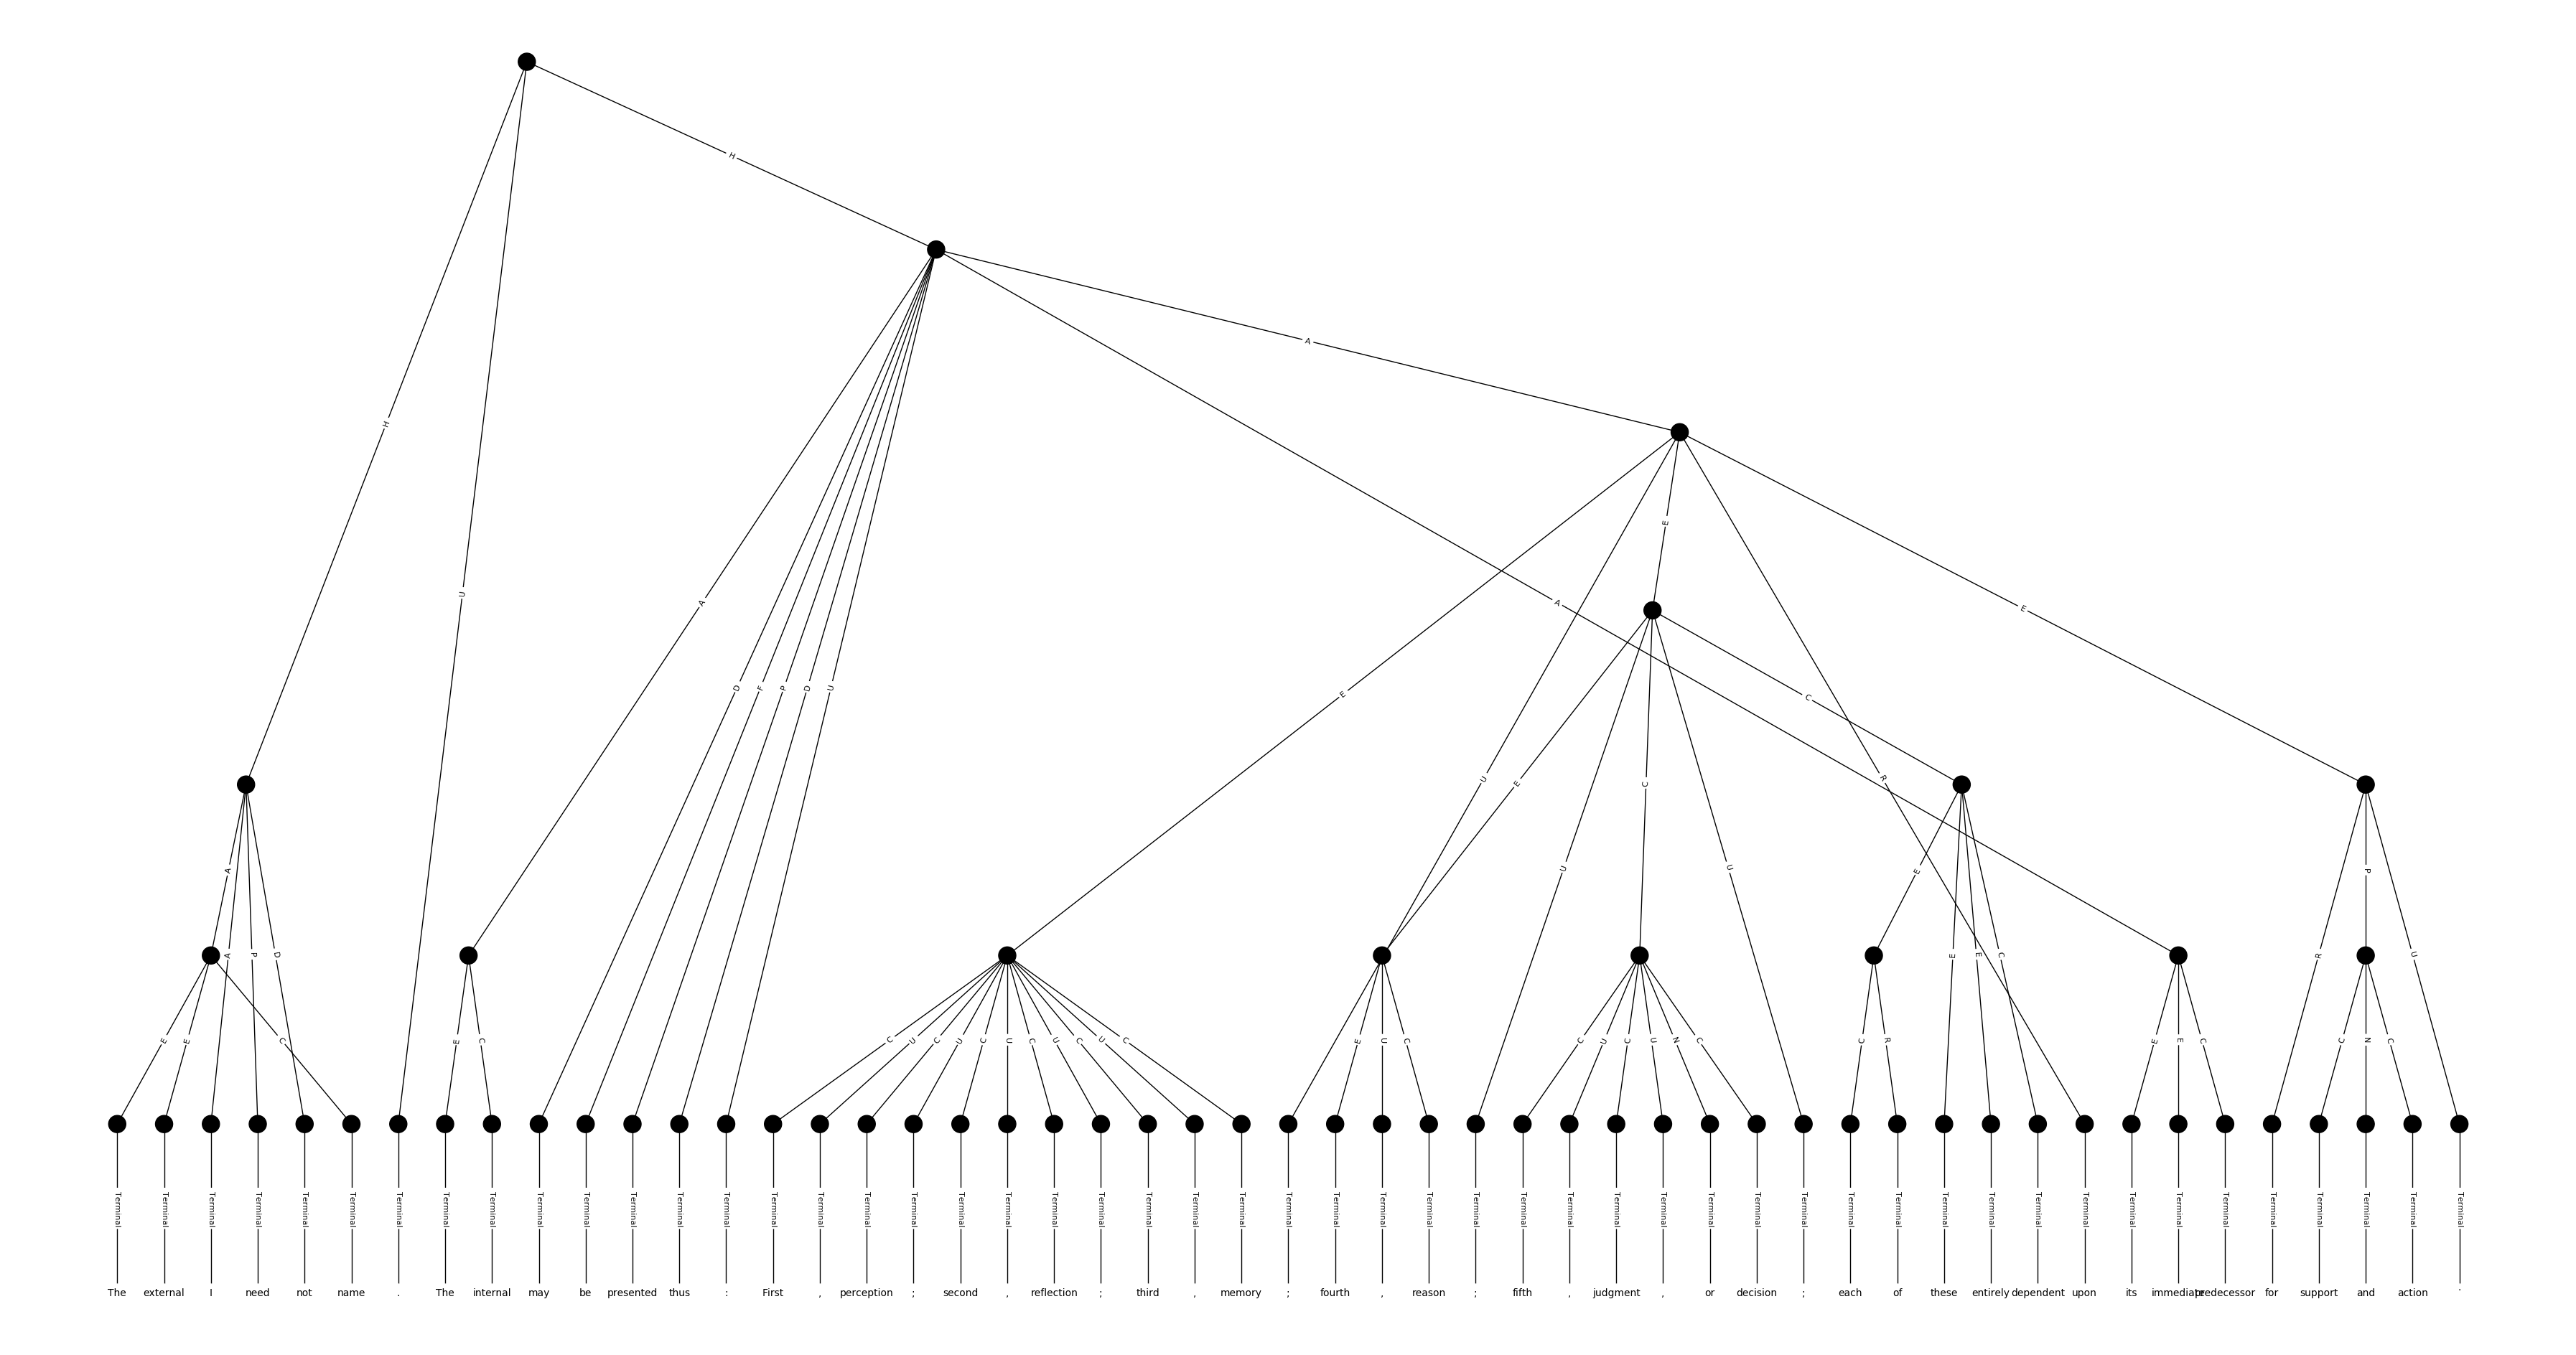 H
H
A
H
E
U
A
A
E
E
C
D
F
P
D
U
U
E
R
A
A
P
D
U
C
U
E
P
E
E
C
R
U
E
E
C
E
C
C
U
C
U
C
U
C
U
C
U
C
E
U
C
C
U
C
U
N
C
C
R
E
E
C
C
N
C
Terminal Terminal Terminal Terminal Terminal Terminal Terminal Terminal Terminal Terminal Terminal Terminal Terminal Terminal Terminal Terminal Terminal Terminal Terminal Terminal Terminal Terminal Terminal Terminal Terminal Terminal Terminal Terminal Terminal Terminal Terminal Terminal Terminal Terminal Terminal Terminal Terminal Terminal Terminal Terminal Terminal Terminal Terminal Terminal Terminal Terminal Terminal Terminal Terminal Terminal Terminal
The external I need not name . The internal may be presented thus : First , perception ; second , reflection ; third , memory ; fourth , reason ; fifth , judgment , or decision ; each of these entirely dependent upon its immediate predecessor for support and action .